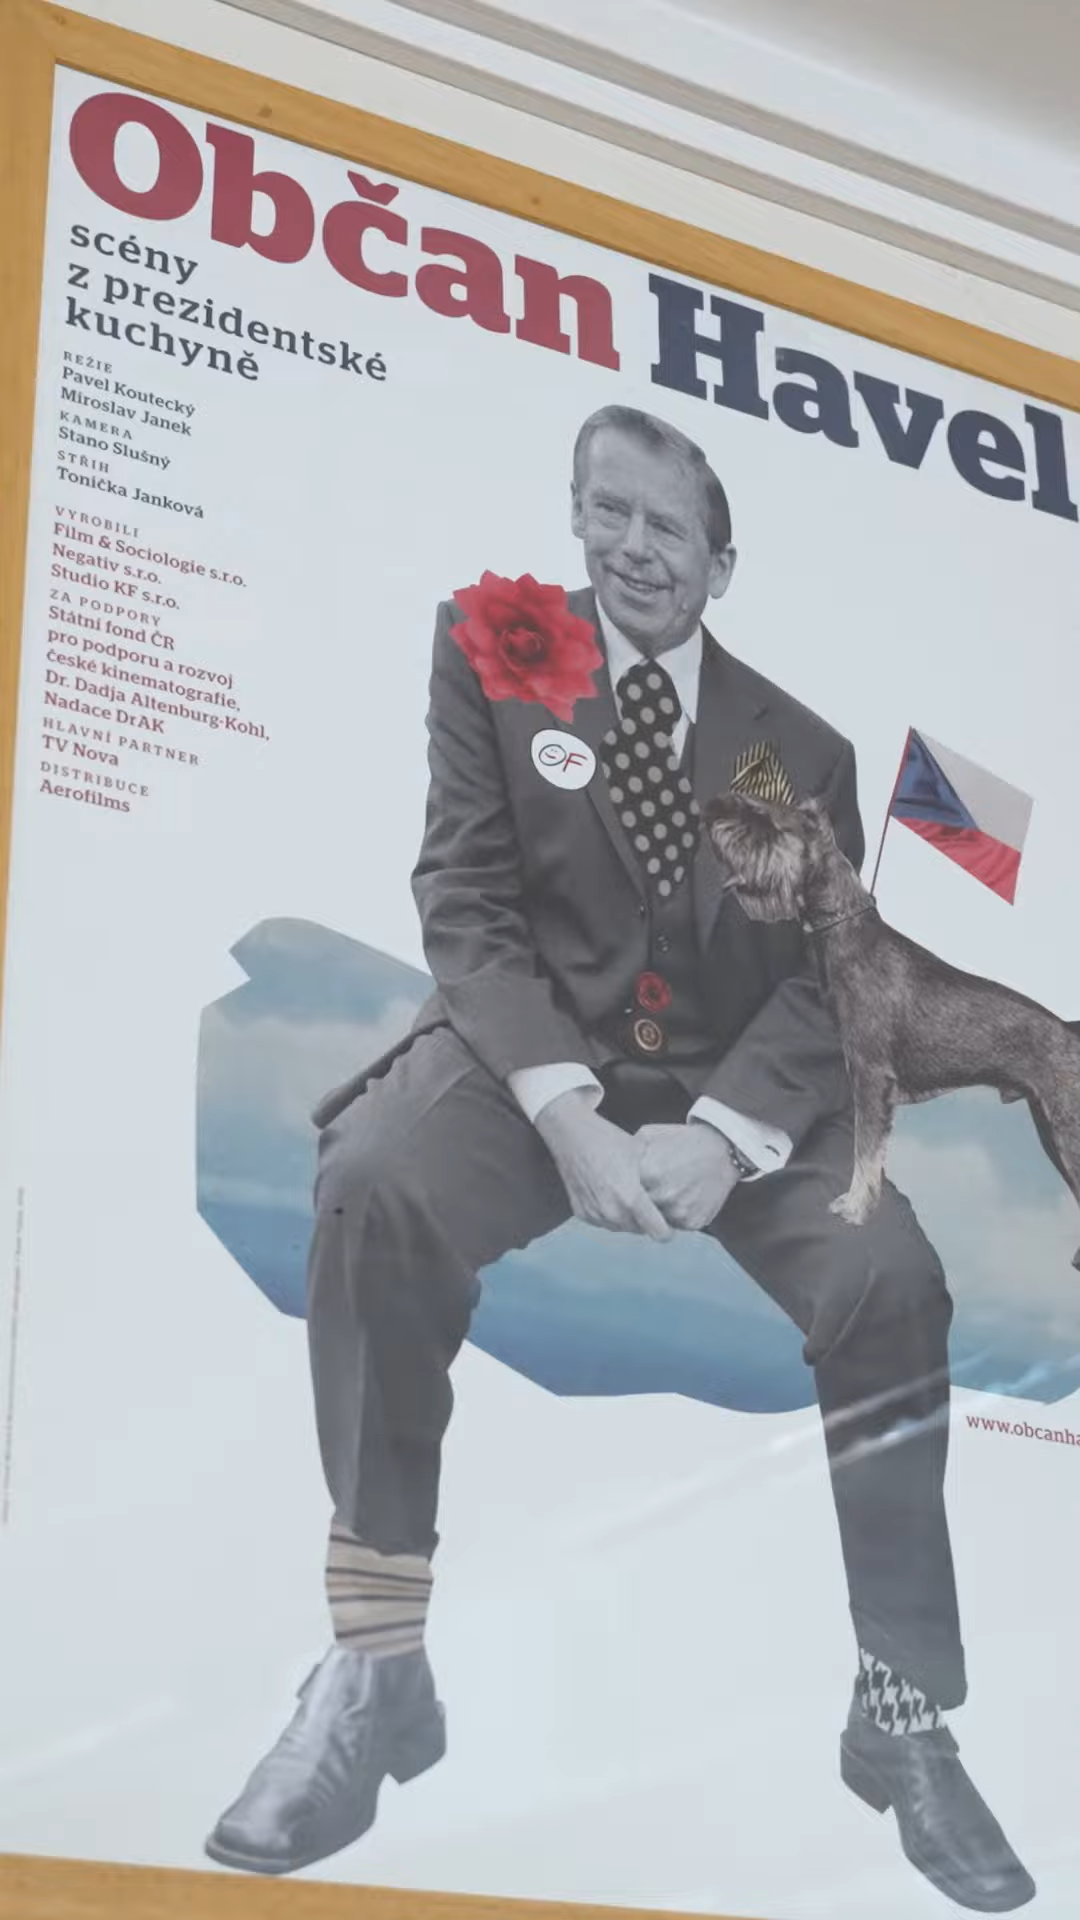 Občan Havel
scény
z prezidentské
kuchyně
REŽIE
Pavel Koutecký
Miroslav Janek
KAMERA
Stano Slušný
STŘIH
Tonička Janková
VYROBILI
Film & Sociologie s.r.o.
Negativ s.r.o.
Studio KF s.r.o.
ZA PODPORY
Státní fond ČR
pro podporu a rozvoj
české kinematografie,
Dr. Dadja Altenburg-Kohl,
Nadace DrAK
HLAVNÍ PARTNER
TV Nova
DISTRIBUCE
Aerofilms
OF
www.obcanha